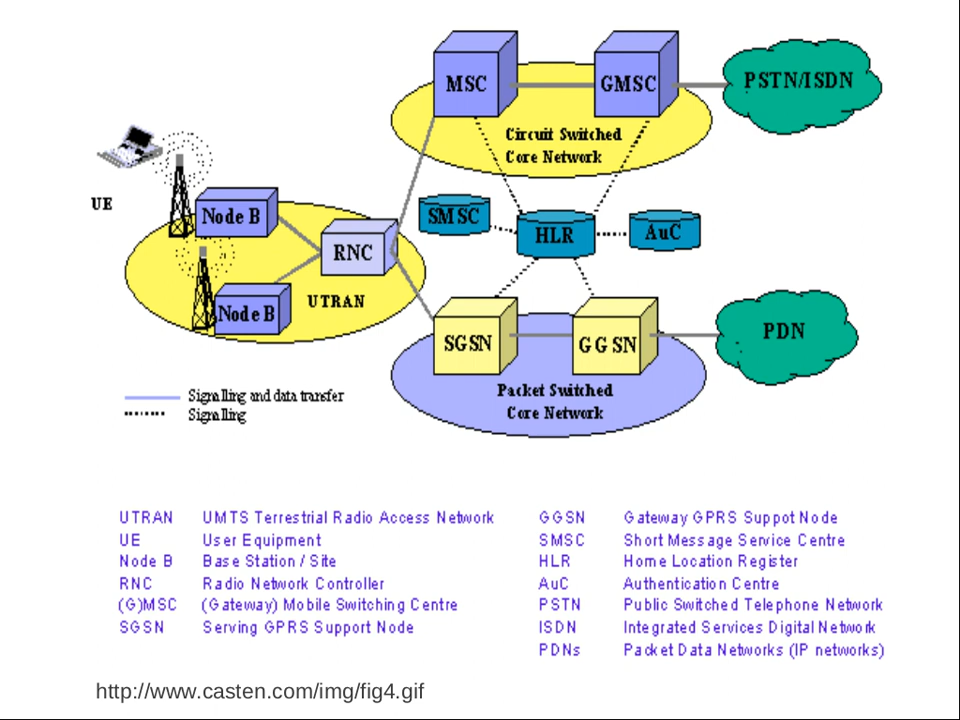 MSC
GMSC
PSTN/ISDN
Circuit Switched
Core Network
UE
Node B
SMSC
HLR
AuC
RNC
UTRAN
Node B
SGSN
GGSN
PDN
Packet Switched
Core Network
Signalling and data transfer
Signalling
UTRAN UMTS Terrestrial Radio Access Network
UE User Equipment
Node B Base Station / Site
RNC Radio Network Controller
(G)MSC (Gateway) Mobile Switching Centre
SGSN Serving GPRS Support Node
GGSN Gateway GPRS Suppot Node
SMSC Short Message Service Centre
HLR Home Location Register
AuC Authentication Centre
PSTN Public Switched Telephone Network
ISDN Integrated Services Digital Network
PDNs Packet Data Networks (IP networks)
http://www.casten.com/img/fig4.gif